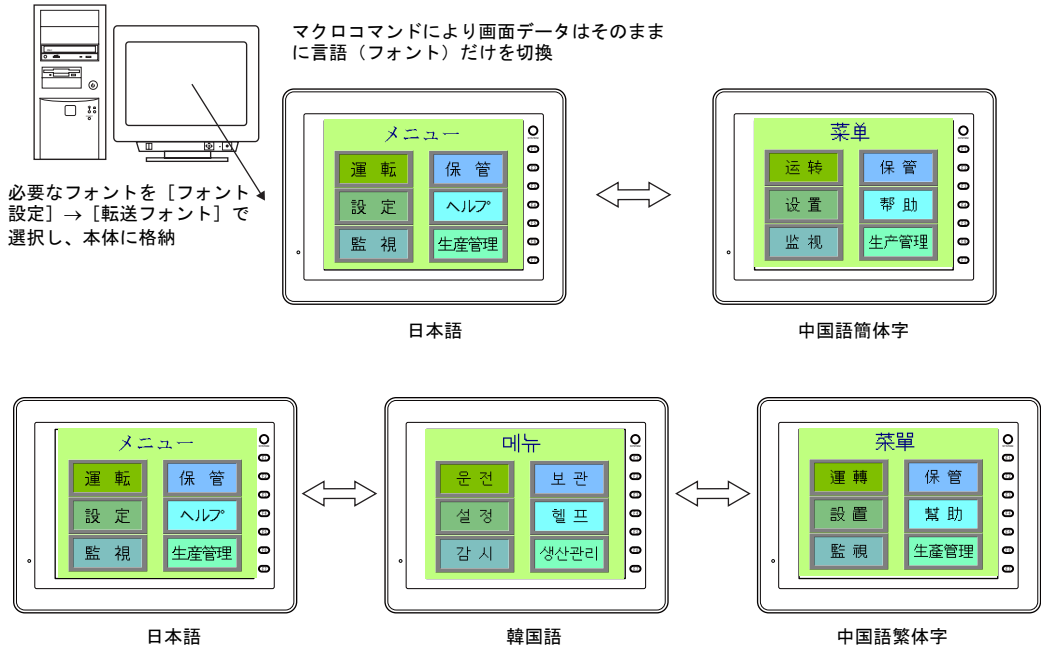 マクロコマンドにより画面データはそのまま
に言語（フォント）だけを切換
必要なフォントを［フォント
設定］→［転送フォント］で
選択し、本体に格納
メニュー
運 転 保 管
設 定 ヘルプ
監 視 生産管理
日本語
菜单
运 转 保 管
设 置 帮 助
监 视 生产管理
中国語簡体字
メニュー
運 転 保 管
設 定 ヘルプ
監 視 生産管理
日本語
메뉴
운 전 보 관
설 정 헬 프
감 시 생산관리
韓国語
菜單
運 轉 保 管
設 置 幫 助
監 視 生產管理
中国語繁体字